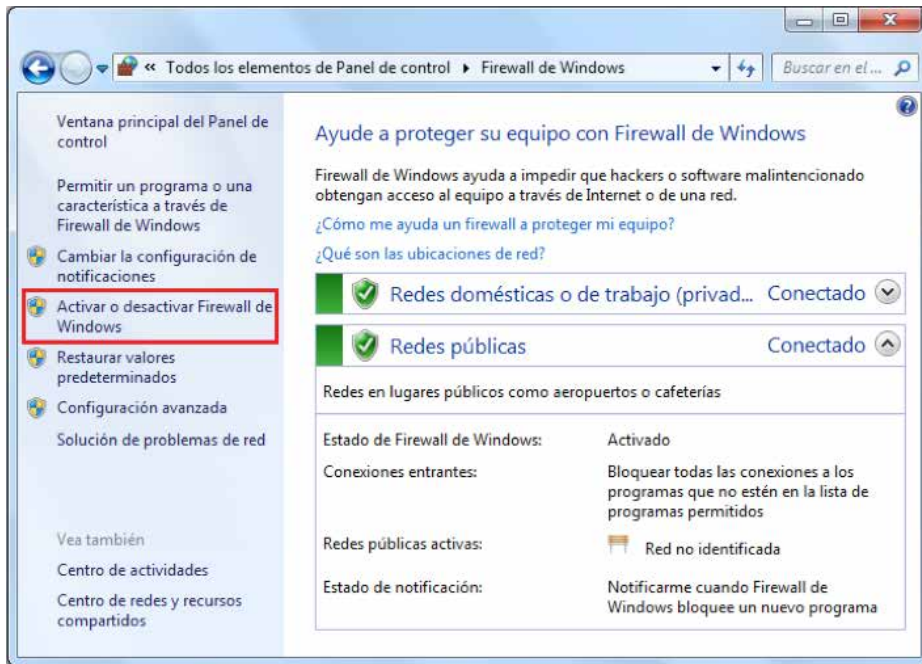 « Todos los elementos de Panel de control ▸ Firewall de Windows
Buscar en el ...
Ventana principal del Panel de
control
Permitir un programa o una
característica a través de
Firewall de Windows
Cambiar la configuración de
notificaciones
Activar o desactivar Firewall de
Windows
Restaurar valores
predeterminados
Configuración avanzada
Solución de problemas de red
Vea también
Centro de actividades
Centro de redes y recursos
compartidos
Ayude a proteger su equipo con Firewall de Windows
Firewall de Windows ayuda a impedir que hackers o software malintencionado
obtengan acceso al equipo a través de Internet o de una red.
¿Cómo me ayuda un firewall a proteger mi equipo?
¿Qué son las ubicaciones de red?
Redes domésticas o de trabajo (privad... Conectado
Redes públicas Conectado
Redes en lugares públicos como aeropuertos o cafeterías
Estado de Firewall de Windows: Activado
Conexiones entrantes: Bloquear todas las conexiones a los
programas que no estén en la lista de
programas permitidos
Redes públicas activas: Red no identificada
Estado de notificación: Notificarme cuando Firewall de
Windows bloquee un nuevo programa